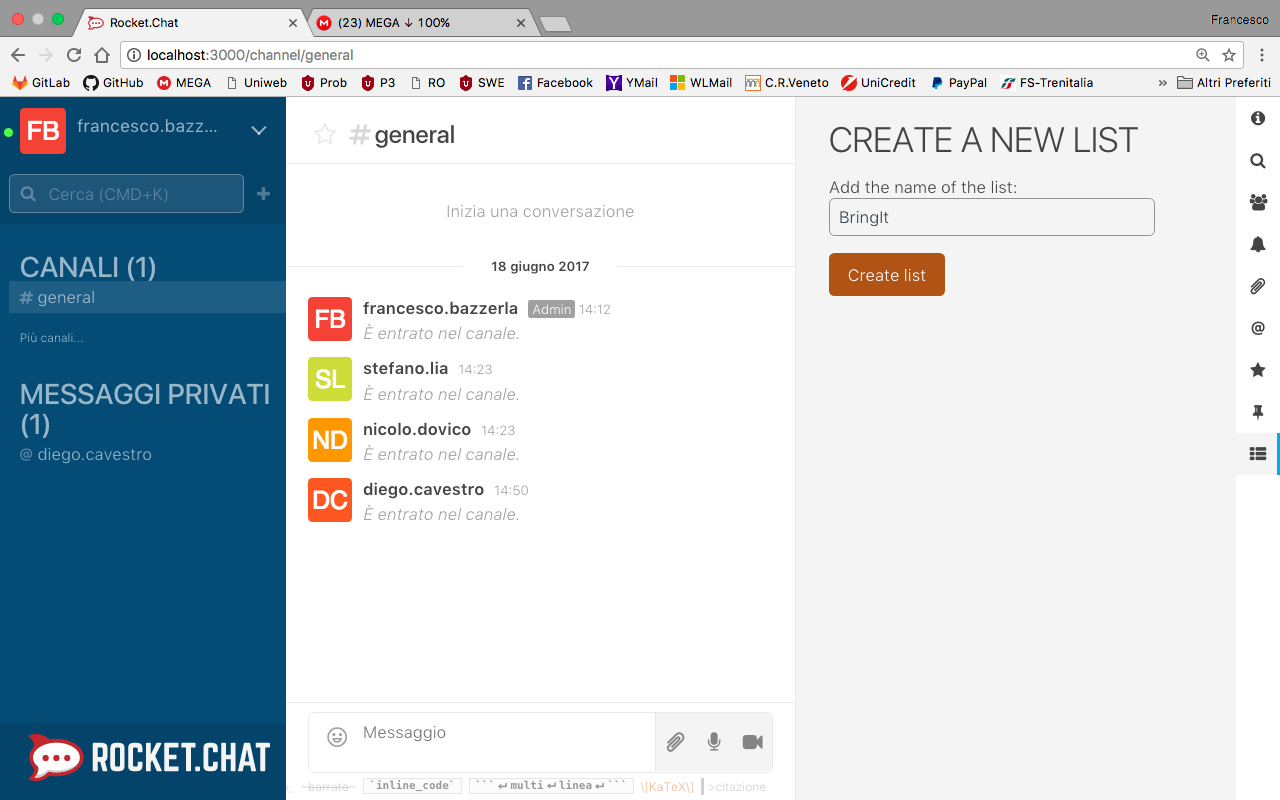 Rocket.Chat
(23) MEGA ↓ 100%
Francesco
localhost:3000/channel/general
GitLab GitHub MEGA Uniweb Prob P3 RO SWE Facebook YMail WLMail C.R.Veneto UniCredit PayPal FS-Trenitalia » Altri Preferiti
FB francesco.bazz...
Cerca (CMD+K)
CANALI (1)
# general
Più canali...
MESSAGGI PRIVATI
(1)
@ diego.cavestro
ROCKET.CHAT
#general
Inizia una conversazione
18 giugno 2017
FB
francesco.bazzerla Admin 14:12
È entrato nel canale.
SL
stefano.lia 14:23
È entrato nel canale.
ND
nicolo.dovico 14:23
È entrato nel canale.
DC
diego.cavestro 14:50
È entrato nel canale.
Messaggio
~barrato~ `inline_code` ```↵multi↵linea↵``` \[KaTeX\] >citazione
CREATE A NEW LIST
Add the name of the list:
BringIt
Create list